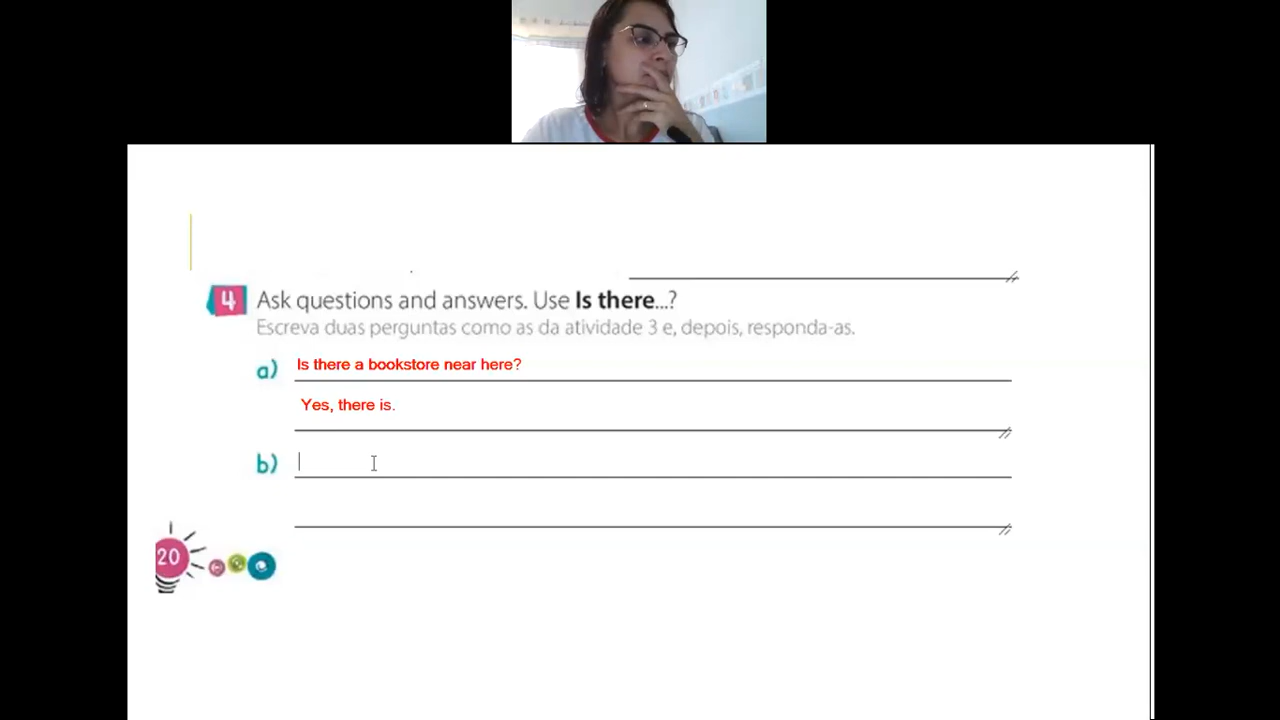 4 Ask questions and answers. Use Is there...?
Escreva duas perguntas como as da atividade 3 e, depois, responda-as.
a) Is there a bookstore near here?
Yes, there is.
b)
20